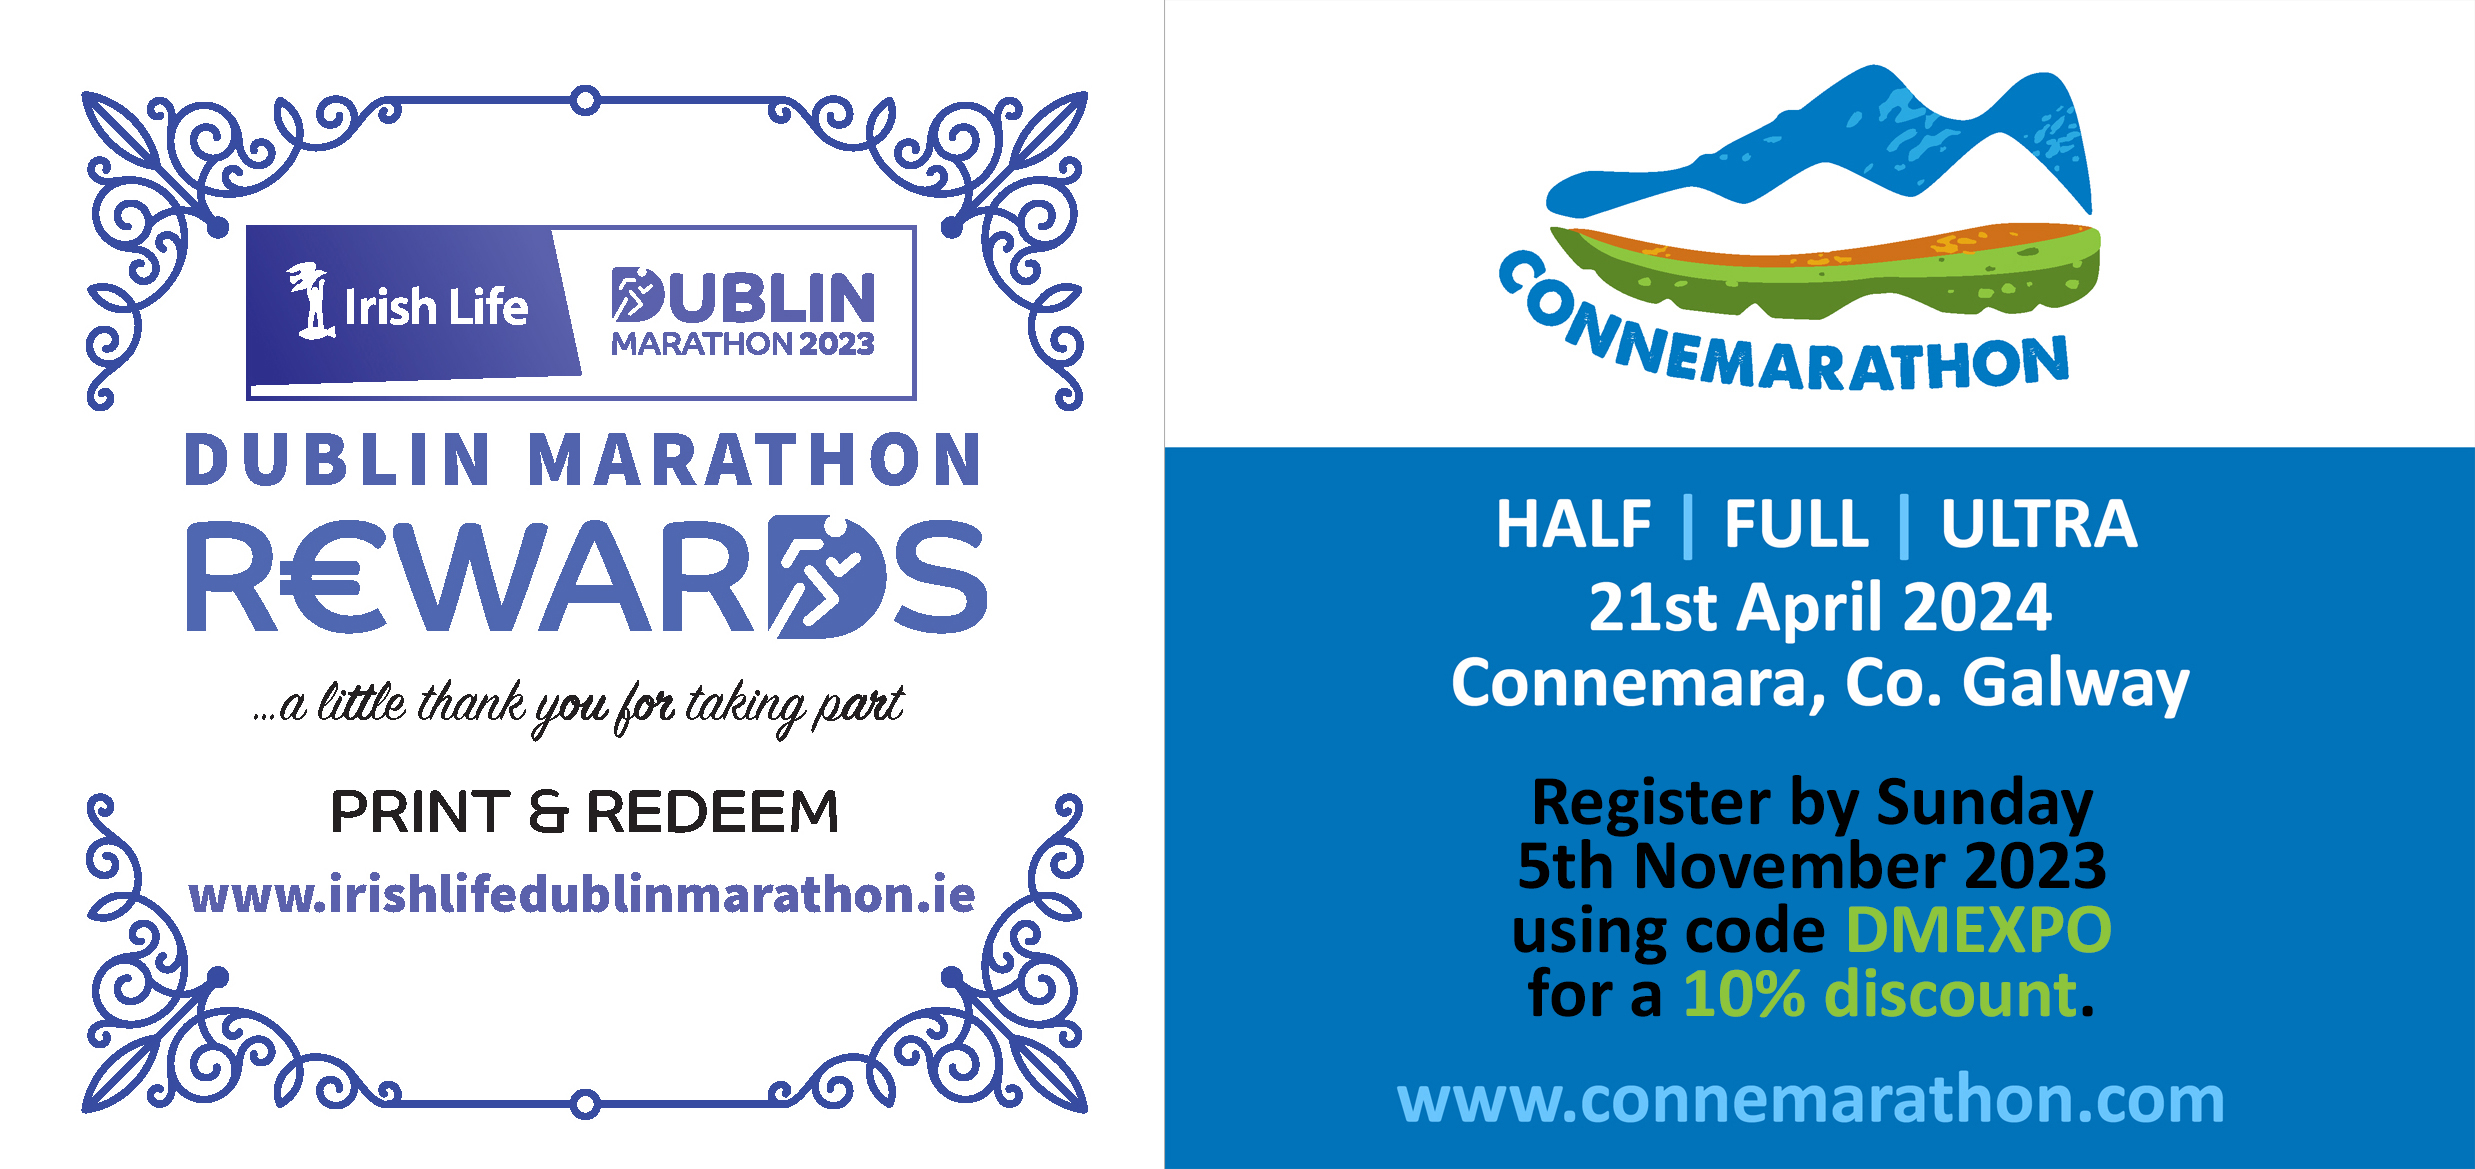 Irish Life
DUBLIN
MARATHON 2023
DUBLIN MARATHON
R€WARDS
...a little thank you for taking part
PRINT & REDEEM
www.irishlifedublinmarathon.ie
CONNEMARATHON
HALF | FULL | ULTRA
21st April 2024
Connemara, Co. Galway
Register by Sunday
5th November 2023
using code DMEXPO
for a 10% discount.
www.connemarathon.com